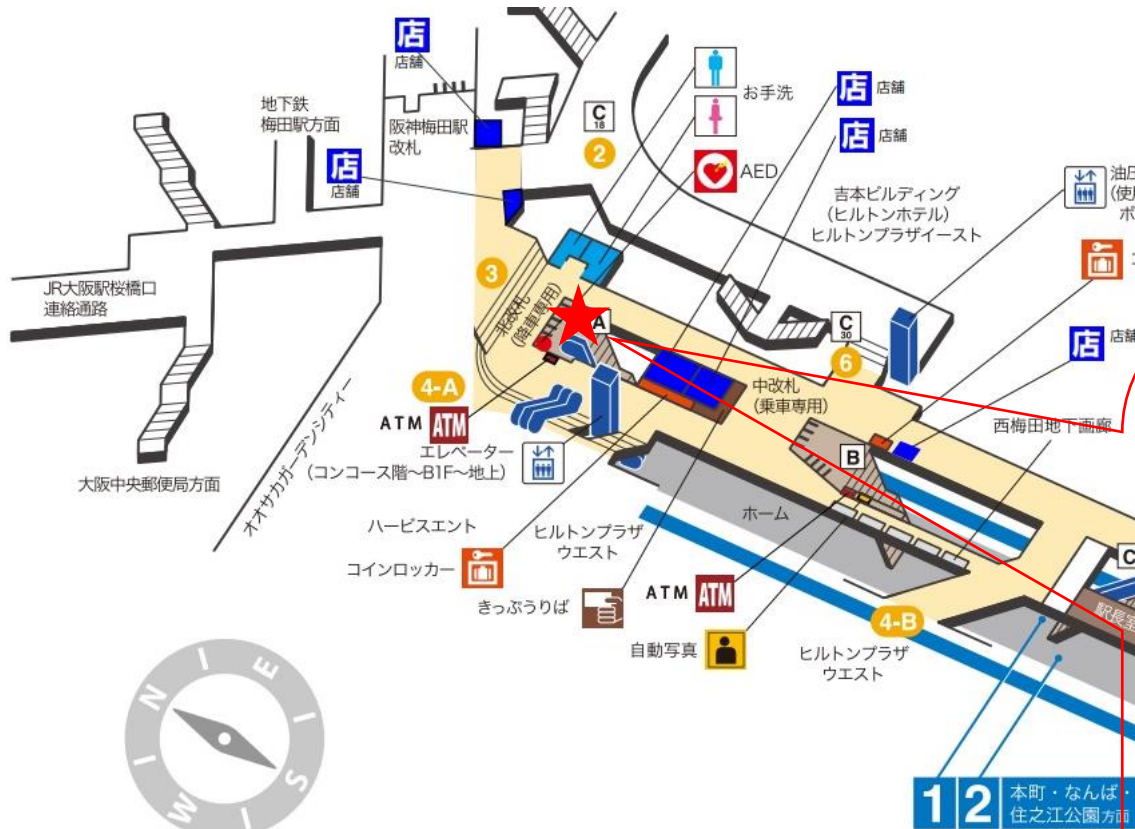 店
店舗
地下鉄
梅田駅方面
阪神梅田駅
改札
店
店舗
C
18
2
お手洗
AED
店 店舗
店 店舗
吉本ビルディング
(ヒルトンホテル)
ヒルトンプラザイースト
JR大阪駅桜橋口
連絡通路
3
北改札
(降車専用)
A
C
30
6
店
店舗
中改札
(乗車専用)
西梅田地下画廊
4-A
ATM ATM
エレベーター
(コンコース階〜B1F〜地上)
B
大阪中央郵便局方面
オオサカガーデンシティー
ハービスエント
ヒルトンプラザ
ウエスト
ホーム
コインロッカー
きっぷうりば
ATM ATM
自動写真
4-B
ヒルトンプラザ
ウエスト
C
駅長室
N
E
S
W
1 2 本町・なんば・
住之江公園方面